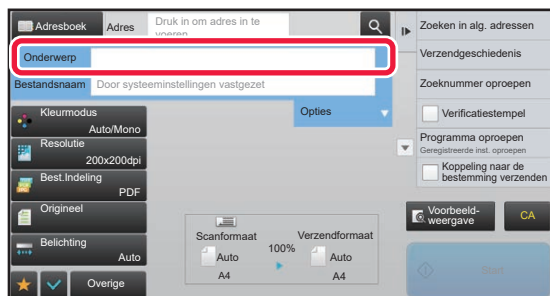 Adresboek
Adres
Druk in om adres in te
voeren
Onderwerp
Bestandsnaam
Door systeeminstellingen vastgezet
Kleurmodus
Auto/Mono
Resolutie
200x200dpi
Best.Indeling
PDF
Origineel
Belichting
Auto
Overige
Opties
Scanformaat
Auto
A4
100%
Verzendformaat
Auto
A4
Zoeken in alg. adressen
Verzendgeschiedenis
Zoeknummer oproepen
Verificatiestempel
Programma oproepen
Geregistreerde inst. oproepen
Koppeling naar de
bestemming verzenden
Voorbeeld-
weergave
CA
Start